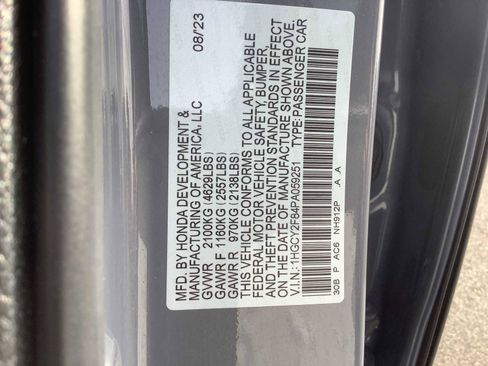 MFD. BY HONDA DEVELOPMENT & 08/23
MANUFACTURING OF AMERICA, LLC
GVWR 2100KG (4629LBS)
GAWR F 1160KG (2557LBS)
GAWR R 970KG (2138LBS)
THIS VEHICLE CONFORMS TO ALL APPLICABLE
FEDERAL MOTOR VEHICLE SAFETY, BUMPER,
AND THEFT PREVENTION STANDARDS IN EFFECT
ON THE DATE OF MANUFACTURE SHOWN ABOVE.
V.I.N.:1HGCY2F84PA059251 TYPE:PASSENGER CAR
30B P AC6 NH912P .A .A